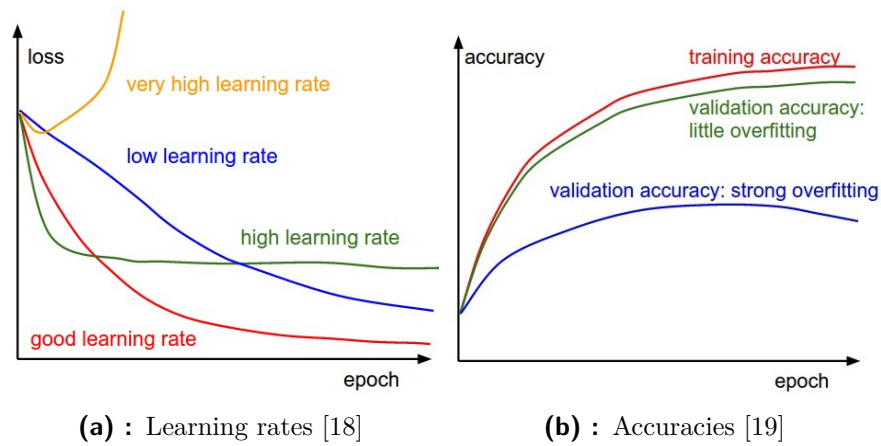 loss
very high learning rate
low learning rate
high learning rate
good learning rate
epoch
(a) : Learning rates [18]
accuracy
training accuracy
validation accuracy:
little overfitting
validation accuracy: strong overfitting
epoch
(b) : Accuracies [19]